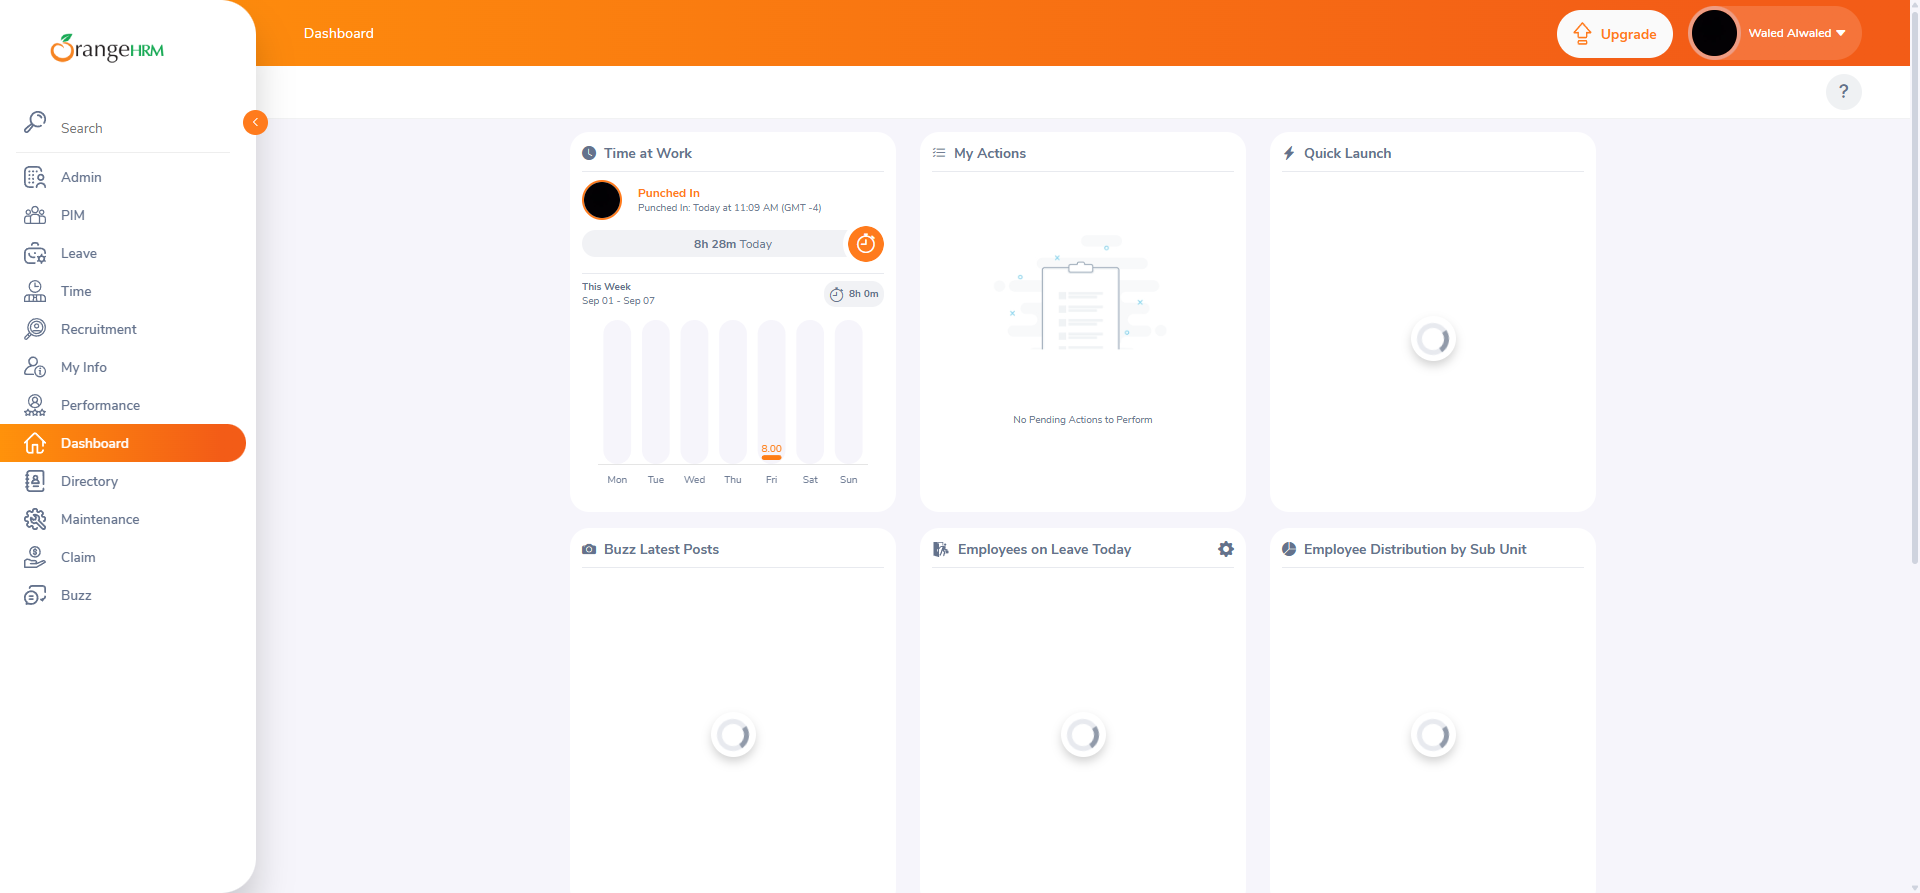 OrangeHRM
Search
Admin
PIM
Leave
Time
Recruitment
My Info
Performance
Dashboard
Directory
Maintenance
Claim
Buzz
Dashboard
Upgrade
Waled Alwaled
?
Time at Work
Punched In
Punched In: Today at 11:09 AM (GMT -4)
8h 28m Today
This Week
Sep 01 - Sep 07
8h 0m
8.00
Mon Tue Wed Thu Fri Sat Sun
My Actions
No Pending Actions to Perform
Quick Launch
Buzz Latest Posts
Employees on Leave Today
Employee Distribution by Sub Unit